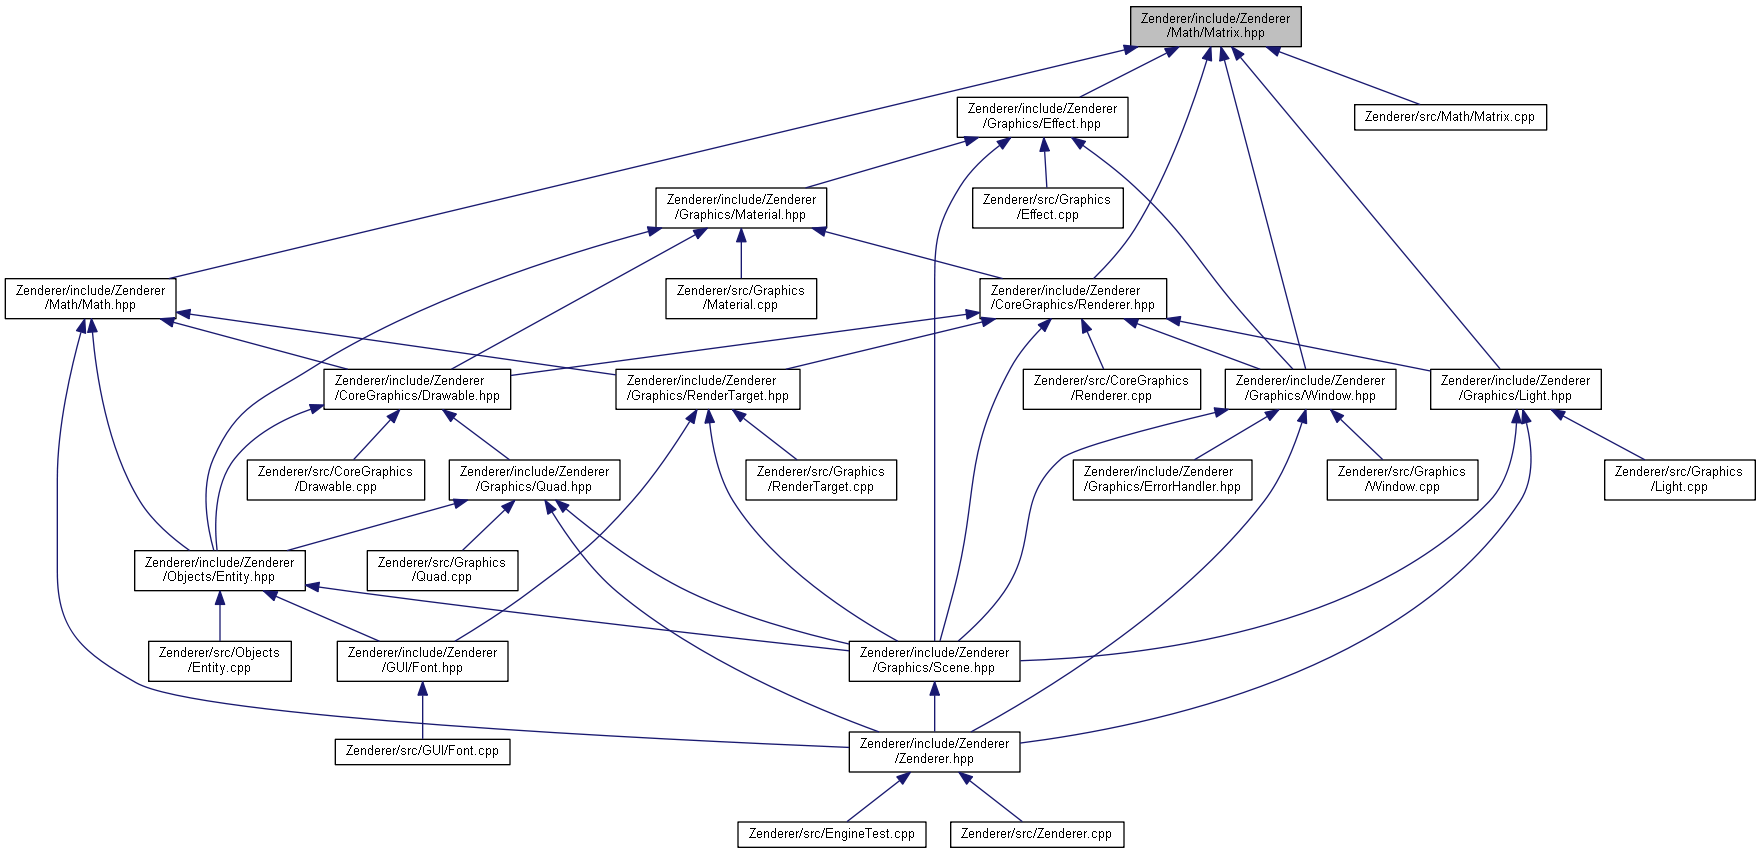 Zenderer/include/Zenderer
/Math/Matrix.hpp
Zenderer/include/Zenderer
/Graphics/Effect.hpp
Zenderer/src/Math/Matrix.cpp
Zenderer/include/Zenderer
/Graphics/Material.hpp
Zenderer/src/Graphics
/Effect.cpp
Zenderer/include/Zenderer
/Math/Math.hpp
Zenderer/src/Graphics
/Material.cpp
Zenderer/include/Zenderer
/CoreGraphics/Renderer.hpp
Zenderer/include/Zenderer
/CoreGraphics/Drawable.hpp
Zenderer/include/Zenderer
/Graphics/RenderTarget.hpp
Zenderer/src/CoreGraphics
/Renderer.cpp
Zenderer/include/Zenderer
/Graphics/Window.hpp
Zenderer/include/Zenderer
/Graphics/Light.hpp
Zenderer/src/CoreGraphics
/Drawable.cpp
Zenderer/include/Zenderer
/Graphics/Quad.hpp
Zenderer/src/Graphics
/RenderTarget.cpp
Zenderer/include/Zenderer
/Graphics/ErrorHandler.hpp
Zenderer/src/Graphics
/Window.cpp
Zenderer/src/Graphics
/Light.cpp
Zenderer/include/Zenderer
/Objects/Entity.hpp
Zenderer/src/Graphics
/Quad.cpp
Zenderer/src/Objects
/Entity.cpp
Zenderer/include/Zenderer
/GUI/Font.hpp
Zenderer/include/Zenderer
/Graphics/Scene.hpp
Zenderer/src/GUI/Font.cpp
Zenderer/include/Zenderer
/Zenderer.hpp
Zenderer/src/EngineTest.cpp
Zenderer/src/Zenderer.cpp